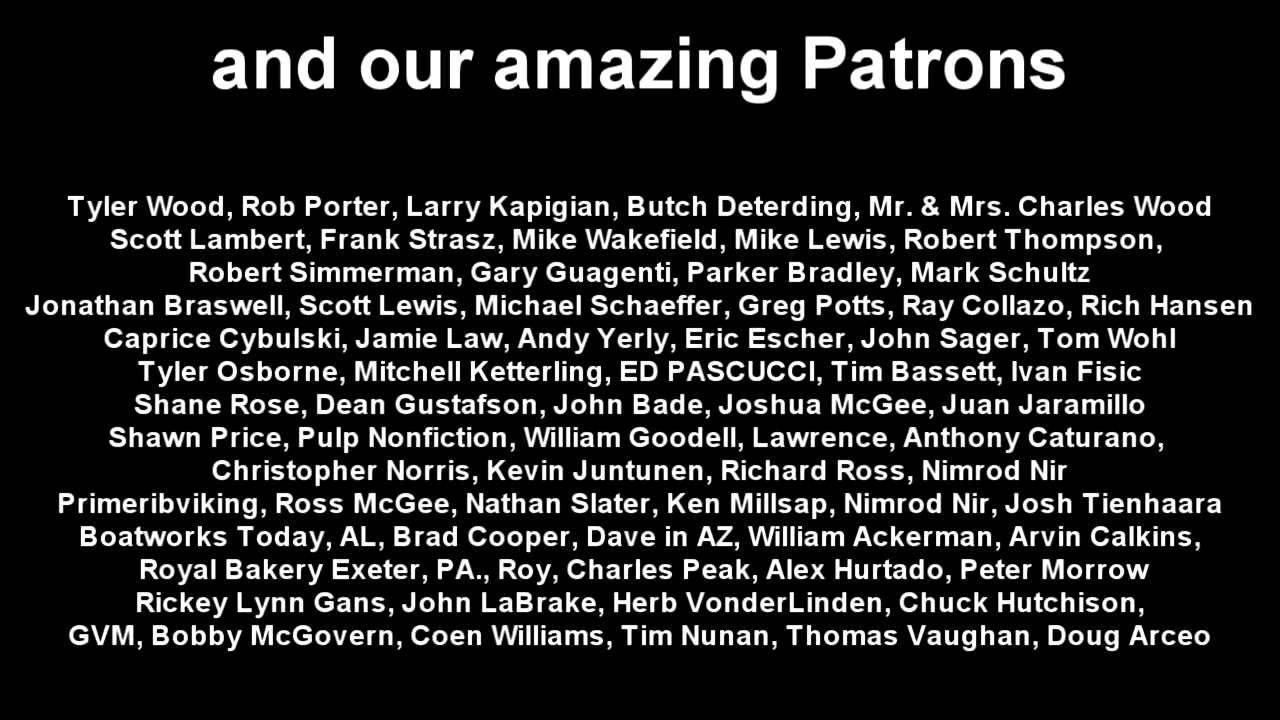 and our amazing Patrons
Tyler Wood, Rob Porter, Larry Kapigian, Butch Deterding, Mr. & Mrs. Charles Wood
Scott Lambert, Frank Strasz, Mike Wakefield, Mike Lewis, Robert Thompson,
Robert Simmerman, Gary Guagenti, Parker Bradley, Mark Schultz
Jonathan Braswell, Scott Lewis, Michael Schaeffer, Greg Potts, Ray Collazo, Rich Hansen
Caprice Cybulski, Jamie Law, Andy Yerly, Eric Escher, John Sager, Tom Wohl
Tyler Osborne, Mitchell Ketterling, ED PASCUCCI, Tim Bassett, Ivan Fisic
Shane Rose, Dean Gustafson, John Bade, Joshua McGee, Juan Jaramillo
Shawn Price, Pulp Nonfiction, William Goodell, Lawrence, Anthony Caturano,
Christopher Norris, Kevin Juntunen, Richard Ross, Nimrod Nir
Primeribviking, Ross McGee, Nathan Slater, Ken Millsap, Nimrod Nir, Josh Tienhaara
Boatworks Today, AL, Brad Cooper, Dave in AZ, William Ackerman, Arvin Calkins,
Royal Bakery Exeter, PA., Roy, Charles Peak, Alex Hurtado, Peter Morrow
Rickey Lynn Gans, John LaBrake, Herb VonderLinden, Chuck Hutchison,
GVM, Bobby McGovern, Coen Williams, Tim Nunan, Thomas Vaughan, Doug Arceo